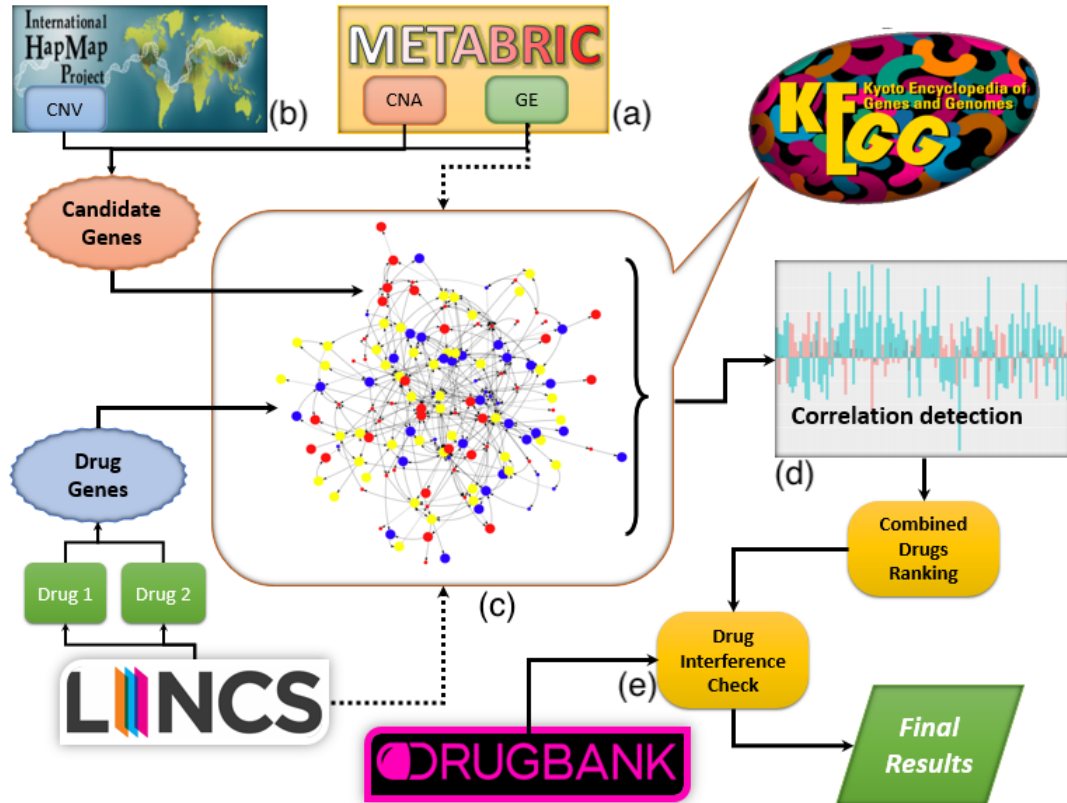 International
HapMap
Project
CNV
(b)
METABRIC
CNA
GE
(a)
Kyoto Encyclopedia of
Genes and Genomes
KEGG
Candidate
Genes
Drug
Genes
Drug 1
Drug 2
LINCS
(c)
Correlation detection
(d)
Combined
Drugs
Ranking
Drug
Interference
Check
(e)
DRUGBANK
Final
Results